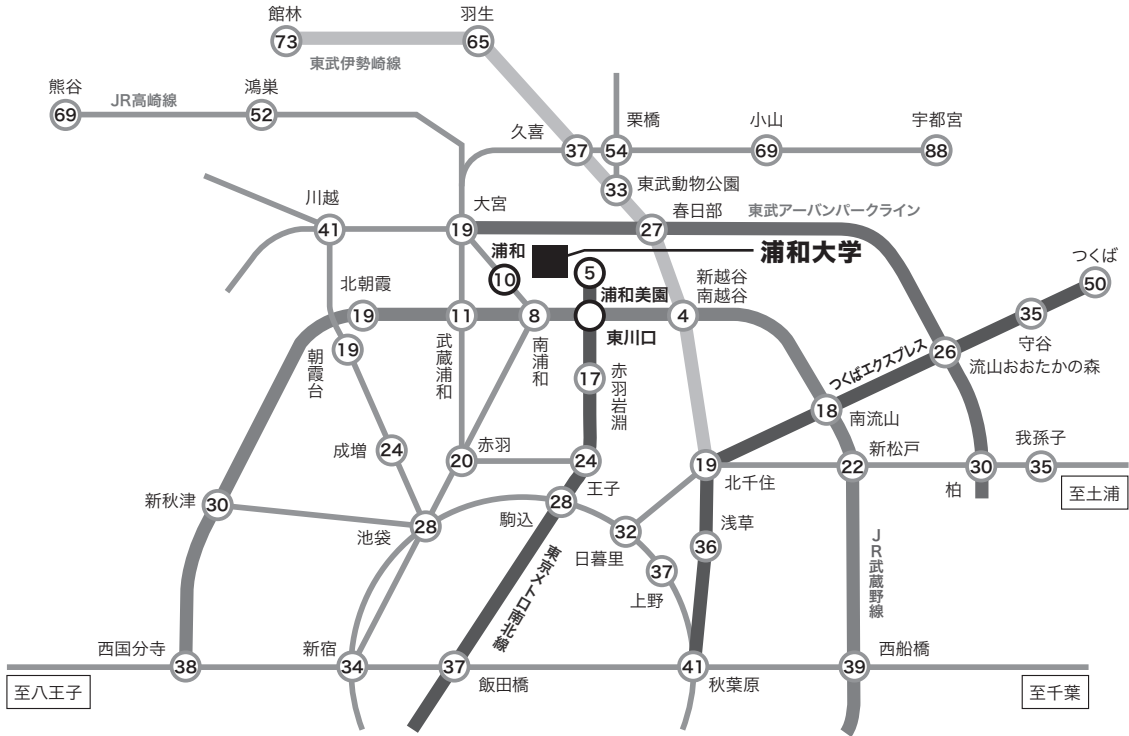 館林
73
羽生
65
東武伊勢崎線
熊谷
69
JR高崎線
鴻巣
52
久喜
37
栗橋
54
小山
69
宇都宮
88
33
東武動物公園
川越
41
大宮
19
春日部
27
東武アーバンパークライン
浦和
10
浦和大学
5
浦和美園
新越谷
南越谷
4
つくば
50
北朝霞
19
11
武蔵浦和
8
南浦和
東川口
35
守谷
朝霞台
19
17
赤羽岩淵
つくばエクスプレス
26
流山おおたかの森
18
南流山
成増
24
赤羽
20
24
王子
19
北千住
新松戸
22
30
柏
我孫子
35
至土浦
新秋津
30
池袋
28
駒込
28
日暮里
32
浅草
36
上野
37
東京メトロ南北線
JR武蔵野線
西国分寺
38
新宿
34
37
飯田橋
41
秋葉原
西船橋
39
至八王子
至千葉